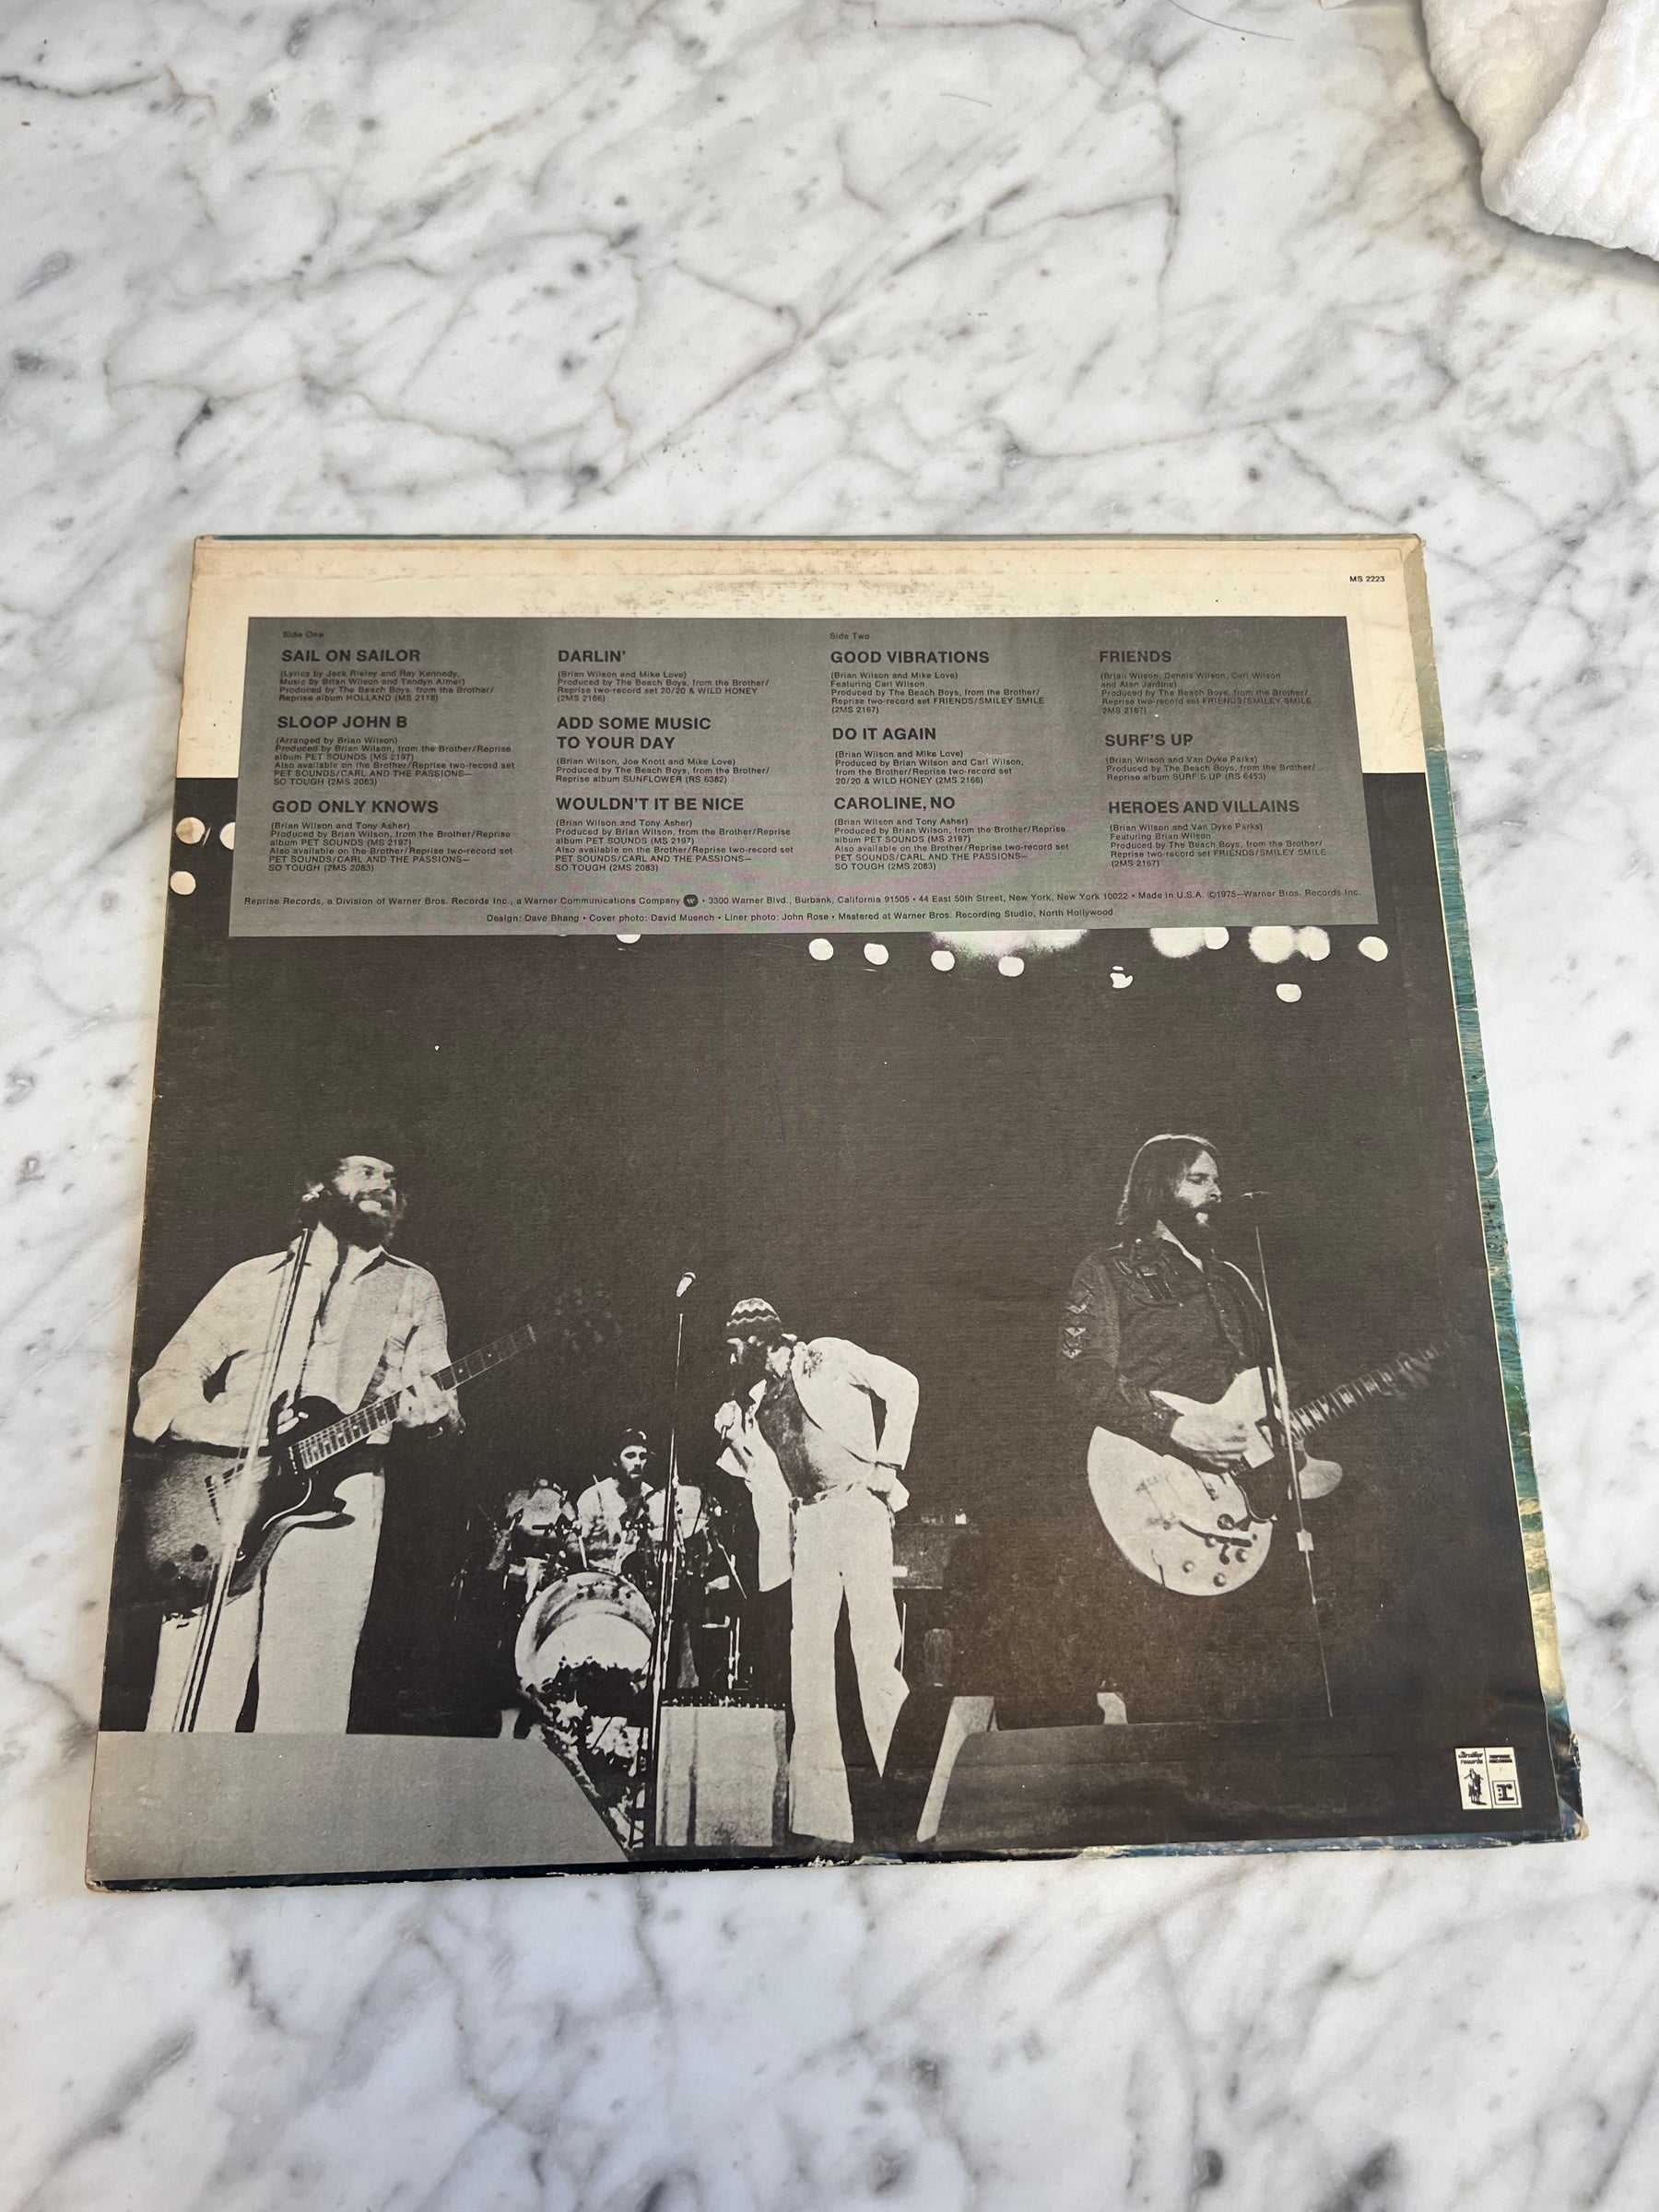 MS 2223
Side One
SAIL ON SAILOR
(Lyrics by Jack Rieley and Ray Kennedy,
Music by Brian Wilson and Tandyn Almer)
Produced by The Beach Boys, from the Brother/
Reprise album HOLLAND (MS 2118)
SLOOP JOHN B
(Arranged by Brian Wilson)
Produced by Brian Wilson, from the Brother/Reprise
album PET SOUNDS (MS 2197)
Also available on the Brother/Reprise two-record set
PET SOUNDS/CARL AND THE PASSIONS—
SO TOUGH (2MS 2083)
GOD ONLY KNOWS
(Brian Wilson and Tony Asher)
Produced by Brian Wilson, from the Brother/Reprise
album PET SOUNDS (MS 2197)
Also available on the Brother/Reprise two-record set
PET SOUNDS/CARL AND THE PASSIONS—
SO TOUGH (2MS 2083)
DARLIN'
(Brian Wilson and Mike Love)
Produced by The Beach Boys, from the Brother/
Reprise two-record set 20/20 & WILD HONEY
(2MS 2166)
ADD SOME MUSIC
TO YOUR DAY
(Brian Wilson, Joe Knott and Mike Love)
Produced by The Beach Boys, from the Brother/
Reprise album SUNFLOWER (RS 6382)
WOULDN'T IT BE NICE
(Brian Wilson and Tony Asher)
Produced by Brian Wilson, from the Brother/Reprise
album PET SOUNDS (MS 2197)
Also available on the Brother/Reprise two-record set
PET SOUNDS/CARL AND THE PASSIONS—
SO TOUGH (2MS 2083)
Side Two
GOOD VIBRATIONS
(Brian Wilson and Mike Love)
Featuring Carl Wilson
Produced by The Beach Boys, from the Brother/
Reprise two-record set FRIENDS/SMILEY SMILE
(2MS 2167)
DO IT AGAIN
(Brian Wilson and Mike Love)
Produced by Brian Wilson and Carl Wilson,
from the Brother/Reprise two-record set
20/20 & WILD HONEY (2MS 2166)
CAROLINE, NO
(Brian Wilson and Tony Asher)
Produced by Brian Wilson, from the Brother/Reprise
album PET SOUNDS (MS 2197)
Also available on the Brother/Reprise two-record set
PET SOUNDS/CARL AND THE PASSIONS—
SO TOUGH (2MS 2083)
FRIENDS
(Brian Wilson, Dennis Wilson, Carl Wilson
and Alan Jardine)
Produced by The Beach Boys, from the Brother/
Reprise two-record set FRIENDS/SMILEY SMILE
(2MS 2167)
SURF'S UP
(Brian Wilson and Van Dyke Parks)
Produced by The Beach Boys, from the Brother/
Reprise album SURF'S UP (RS 6453)
HEROES AND VILLAINS
(Brian Wilson and Van Dyke Parks)
Featuring Brian Wilson
Produced by The Beach Boys, from the Brother/
Reprise two-record set FRIENDS/SMILEY SMILE
(2MS 2167)
Reprise Records, a Division of Warner Bros. Records Inc., a Warner Communications Company W • 3300 Warner Blvd., Burbank, California 91505 • 44 East 50th Street, New York, New York 10022 • Made in U.S.A. ©1975—Warner Bros. Records Inc.
Design: Dave Bhang • Cover photo: David Muench • Liner photo: John Rose • Mastered at Warner Bros. Recording Studio, North Hollywood
Brother
records
REPRISE
RECORDS
r